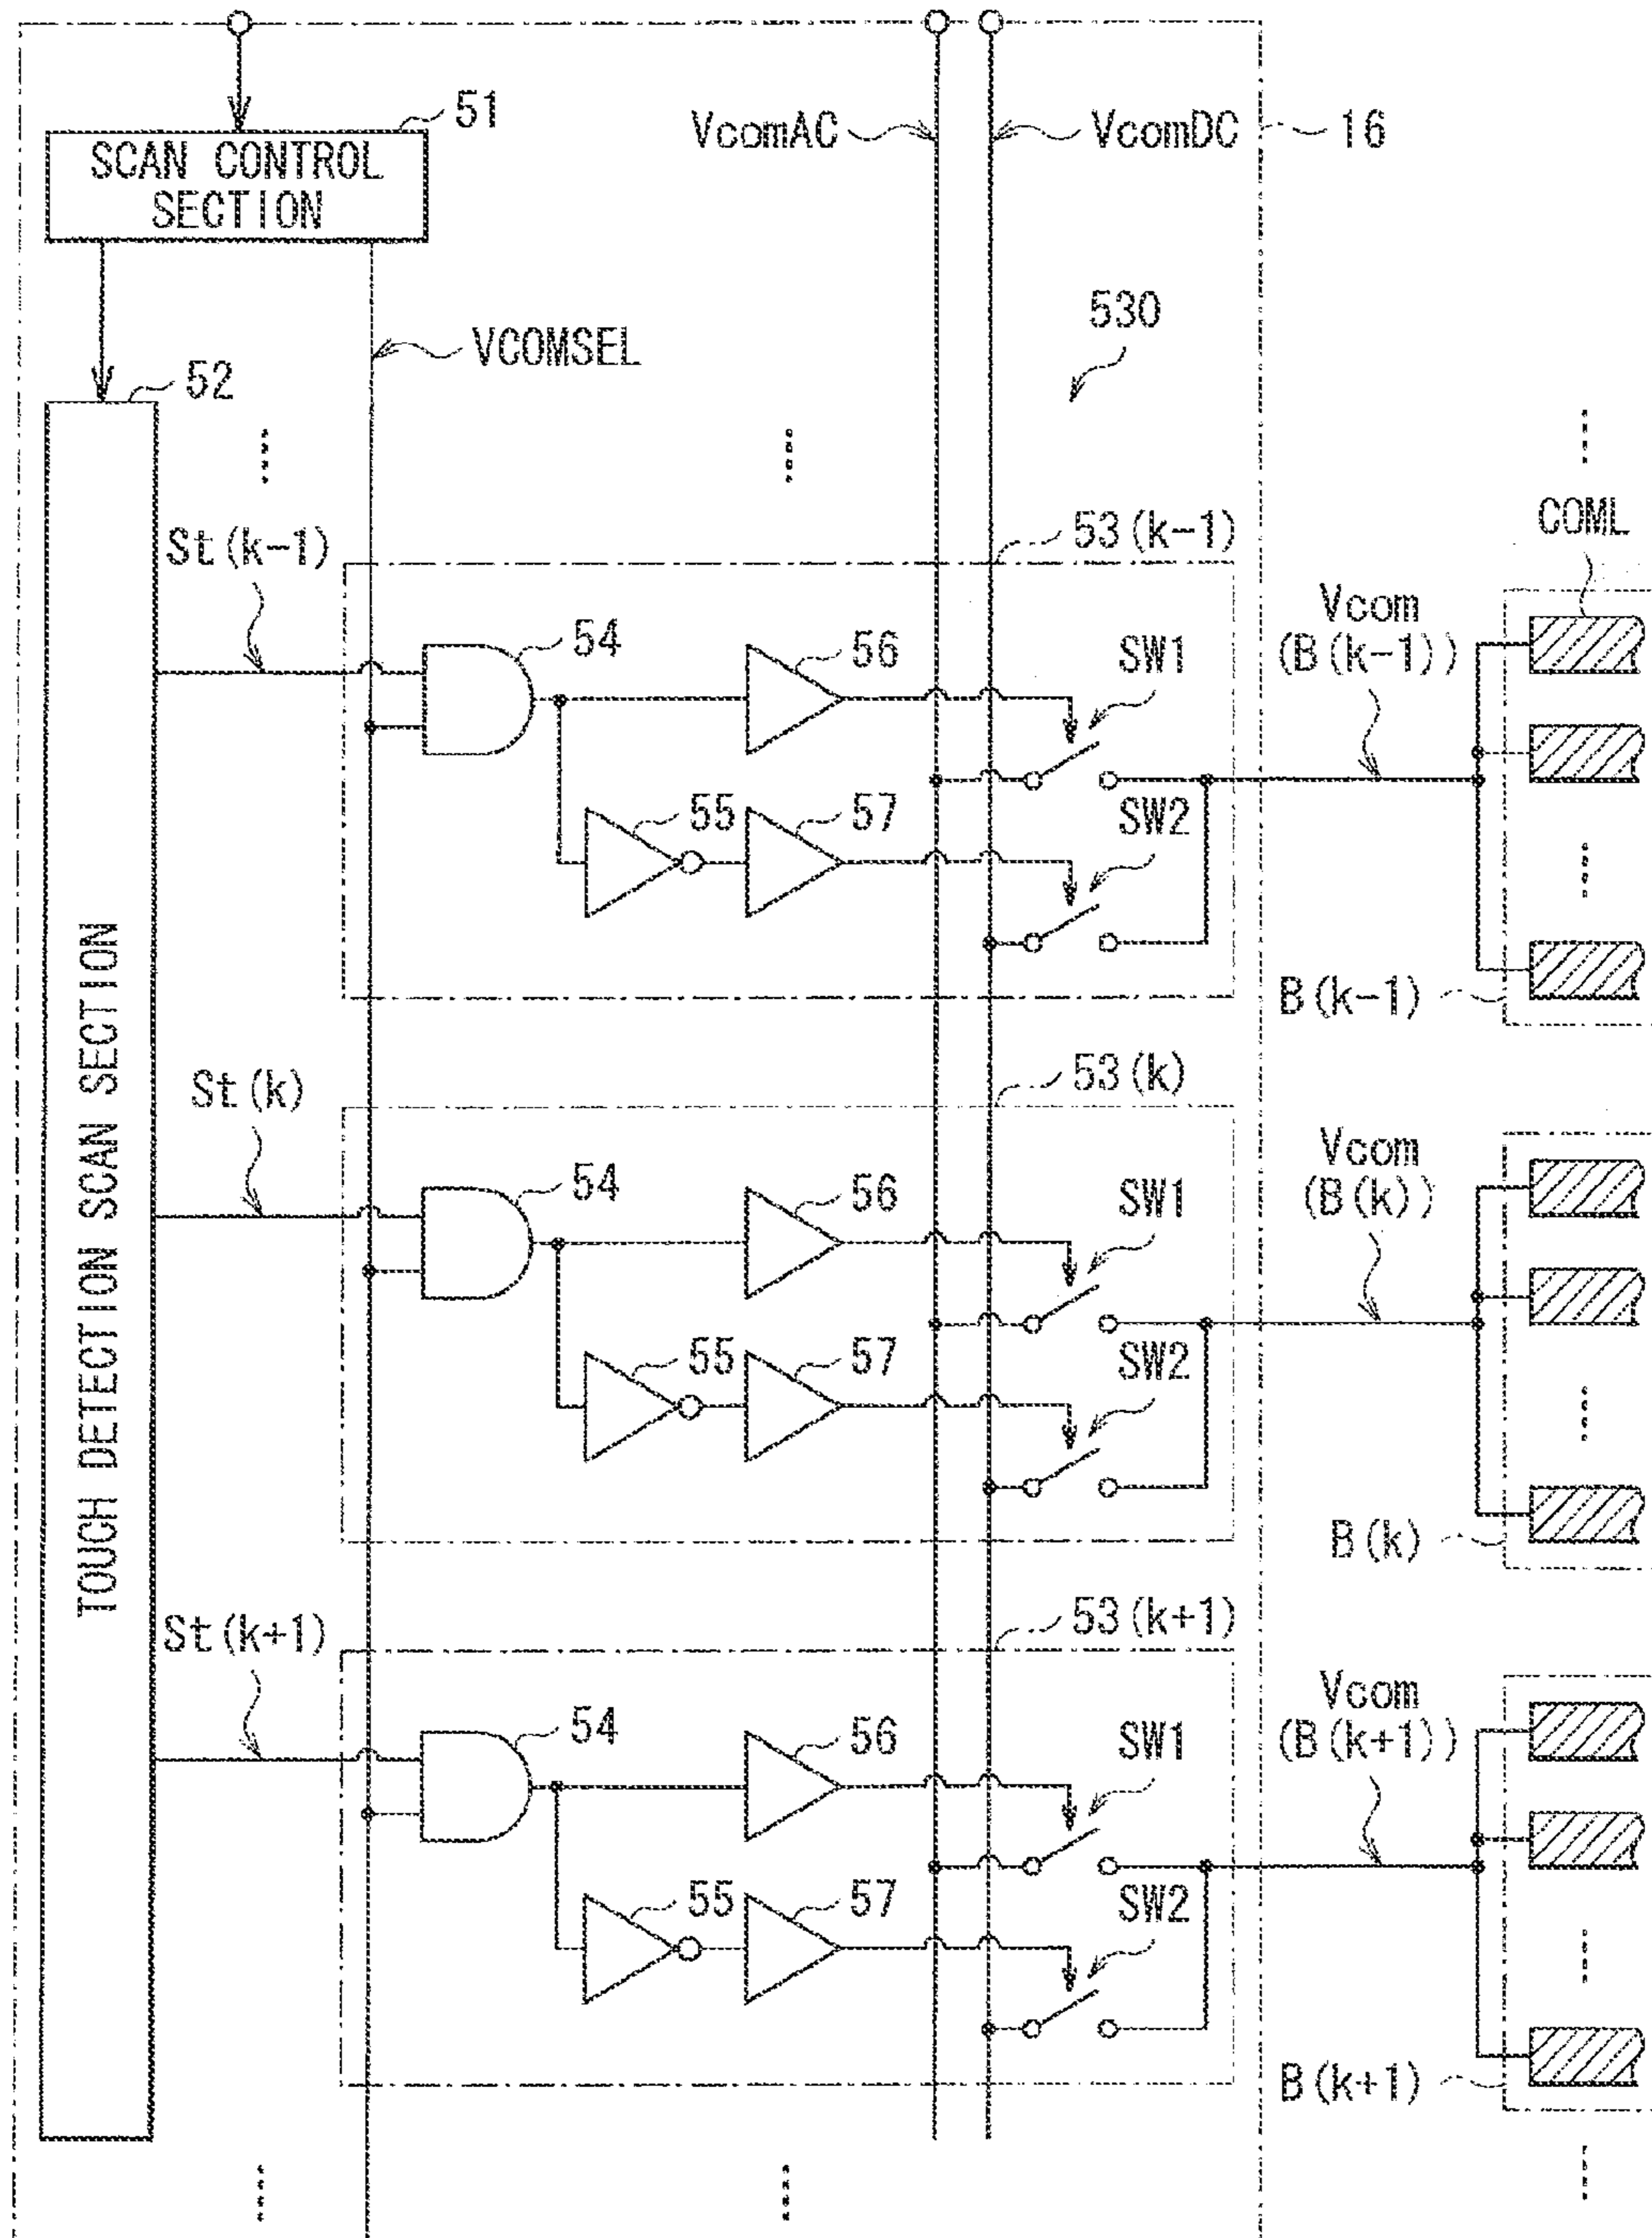 51
VcomAC
VcomDC
16
SCAN CONTROL
SECTION
530
VCOMSEL
52
COML
St(k-1)
53(k-1)
Vcom
(B(k-1))
54
56
SW1
55
57
SW2
B(k-1)
TOUCH DETECTION SCAN SECTION
St(k)
53(k)
Vcom
(B(k))
54
56
SW1
55
57
SW2
B(k)
St(k+1)
53(k+1)
Vcom
(B(k+1))
54
56
SW1
55
57
SW2
B(k+1)